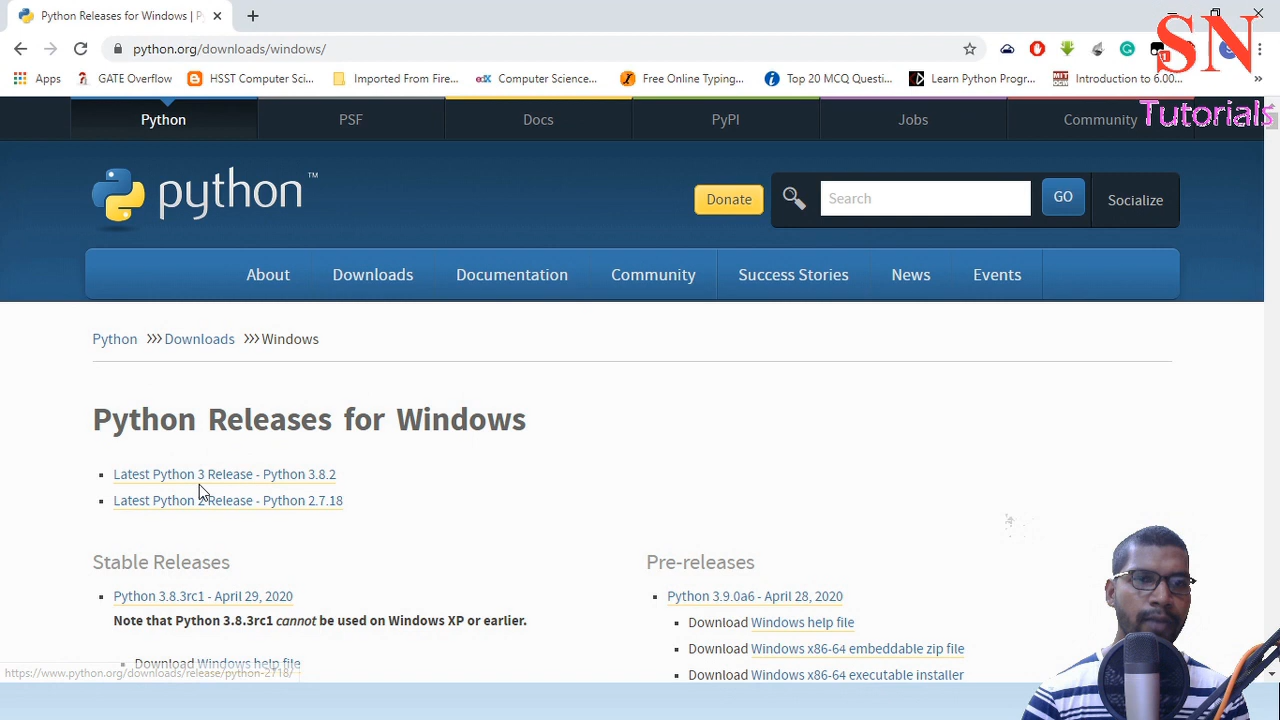 Python Releases for Windows | P
SN
python.org/downloads/windows/
Apps
GATE Overflow
HSST Computer Sci...
Imported From Fire...
Computer Science...
Free Online Typing...
Top 20 MCQ Questi...
Learn Python Progr...
Introduction to 6.00...
»
Tutorials
Python
PSF
Docs
PyPI
Jobs
Community
python™
Donate
Search
GO
Socialize
About
Downloads
Documentation
Community
Success Stories
News
Events
Python >>> Downloads >>> Windows
Python Releases for Windows
Latest Python 3 Release - Python 3.8.2
Latest Python 2 Release - Python 2.7.18
Stable Releases
Python 3.8.3rc1 - April 29, 2020
Note that Python 3.8.3rc1 cannot be used on Windows XP or earlier.
Download Windows help file
https://www.python.org/downloads/release/python-2718/
Pre-releases
Python 3.9.0a6 - April 28, 2020
Download Windows help file
Download Windows x86-64 embeddable zip file
Download Windows x86-64 executable installer